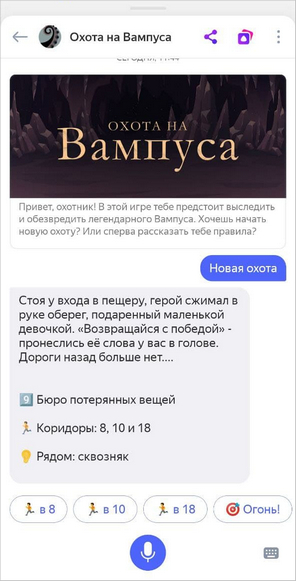 Охота на Вампуса
ОХОТА НА
Вампуса
Привет, охотник! В этой игре тебе предстоит выследить
и обезвредить легендарного Вампуса. Хочешь начать
новую охоту? Или сперва рассказать тебе правила?
Новая охота
Стоя у входа в пещеру, герой сжимал в
руке оберег, подаренный маленькой
девочкой. «Возвращайся с победой» -
пронеслись её слова у вас в голове.
Дороги назад больше нет....
9️⃣ Бюро потерянных вещей
🏃 Коридоры: 8, 10 и 18
💡 Рядом: сквозняк
🏃 в 8
🏃 в 10
🏃 в 18
🎯 Огонь!